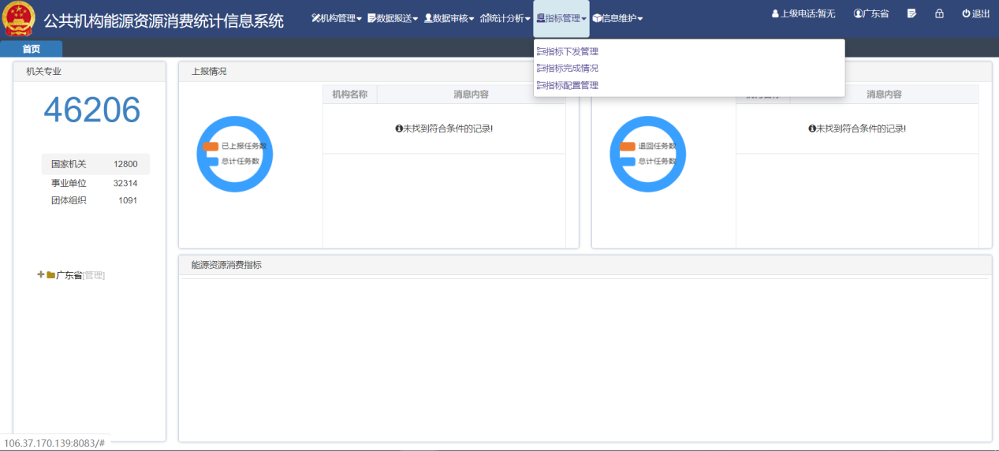 公共机构能源资源消费统计信息系统
机构管理 数据报送 数据审核 统计分析 指标管理 信息维护
上级电话:暂无 广东省 退出
首页
指标下发管理
指标完成情况
指标配置管理
机关专业
46206
国家机关 12800
事业单位 32314
团体组织 1091
广东省[管理]
上报情况
机构名称 消息内容
未找到符合条件的记录!
已上报任务数
总计任务数
消息内容
未找到符合条件的记录!
退回任务数
总计任务数
能源资源消费指标
106.37.170.139:8083/#